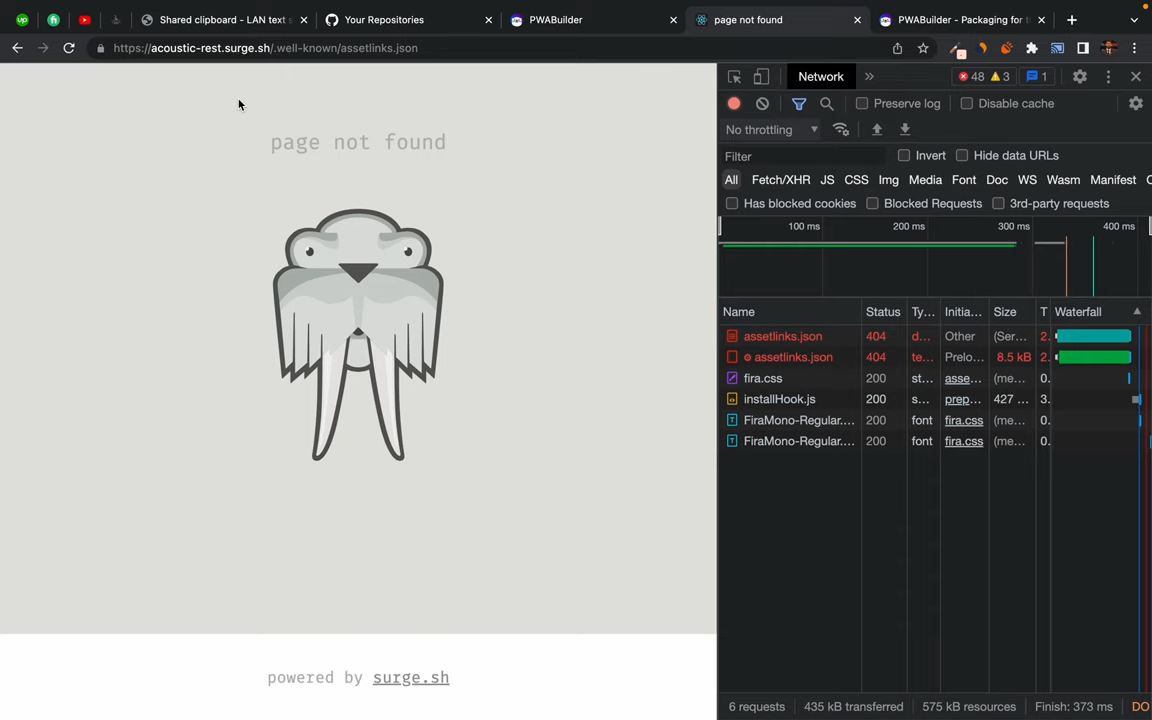 Shared clipboard - LAN text s
Your Repositories
PWABuilder
page not found
PWABuilder - Packaging for t
https://acoustic-rest.surge.sh/.well-known/assetlinks.json
page not found
powered by surge.sh
Network
48
3
1
Preserve log
Disable cache
No throttling
Filter
Invert
Hide data URLs
All
Fetch/XHR
JS
CSS
Img
Media
Font
Doc
WS
Wasm
Manifest
Has blocked cookies
Blocked Requests
3rd-party requests
100 ms
200 ms
300 ms
400 ms
Name Status Ty... Initia... Size T Waterfall
assetlinks.json 404 d... Other (Ser... 2.
assetlinks.json 404 te... Prelo... 8.5 kB 2.
fira.css 200 st... asse... (me... 0.
installHook.js 200 s... prep... 427 ... 3.
FiraMono-Regular.... 200 font fira.css (me... 0.
FiraMono-Regular.... 200 font fira.css (me... 0.
6 requests 435 kB transferred 575 kB resources Finish: 373 ms DO